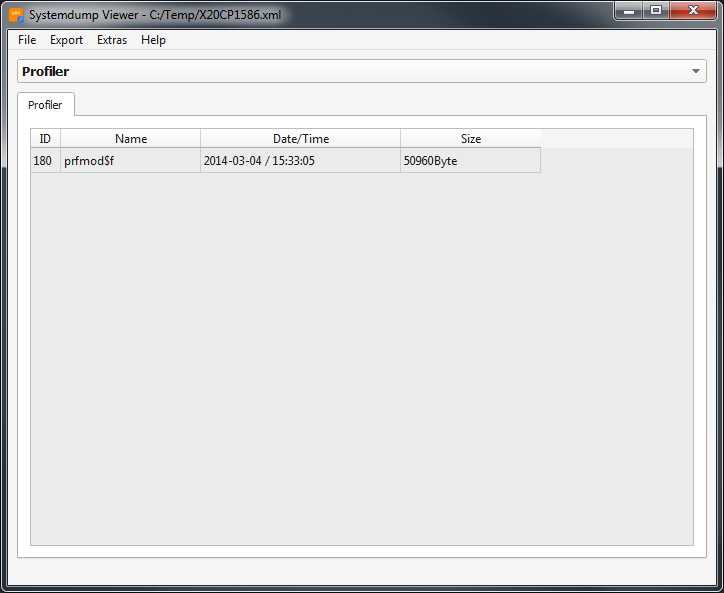 Systemdump Viewer - C:/Temp/X20CP1586.xml
File Export Extras Help
Profiler
Profiler
ID Name Date/Time Size
180 prfmod$f 2014-03-04 / 15:33:05 50960Byte